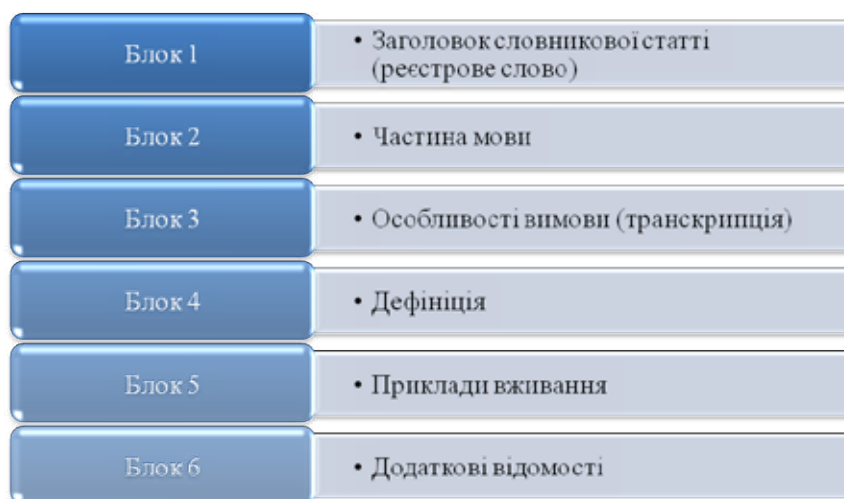 Блок 1
• Заголовок словникової статті
(реєстрове слово)
Блок 2
• Частина мови
Блок 3
• Особливості вимови (транскрипція)
Блок 4
• Дефініція
Блок 5
• Приклади вживання
Блок 6
• Додаткові відомості